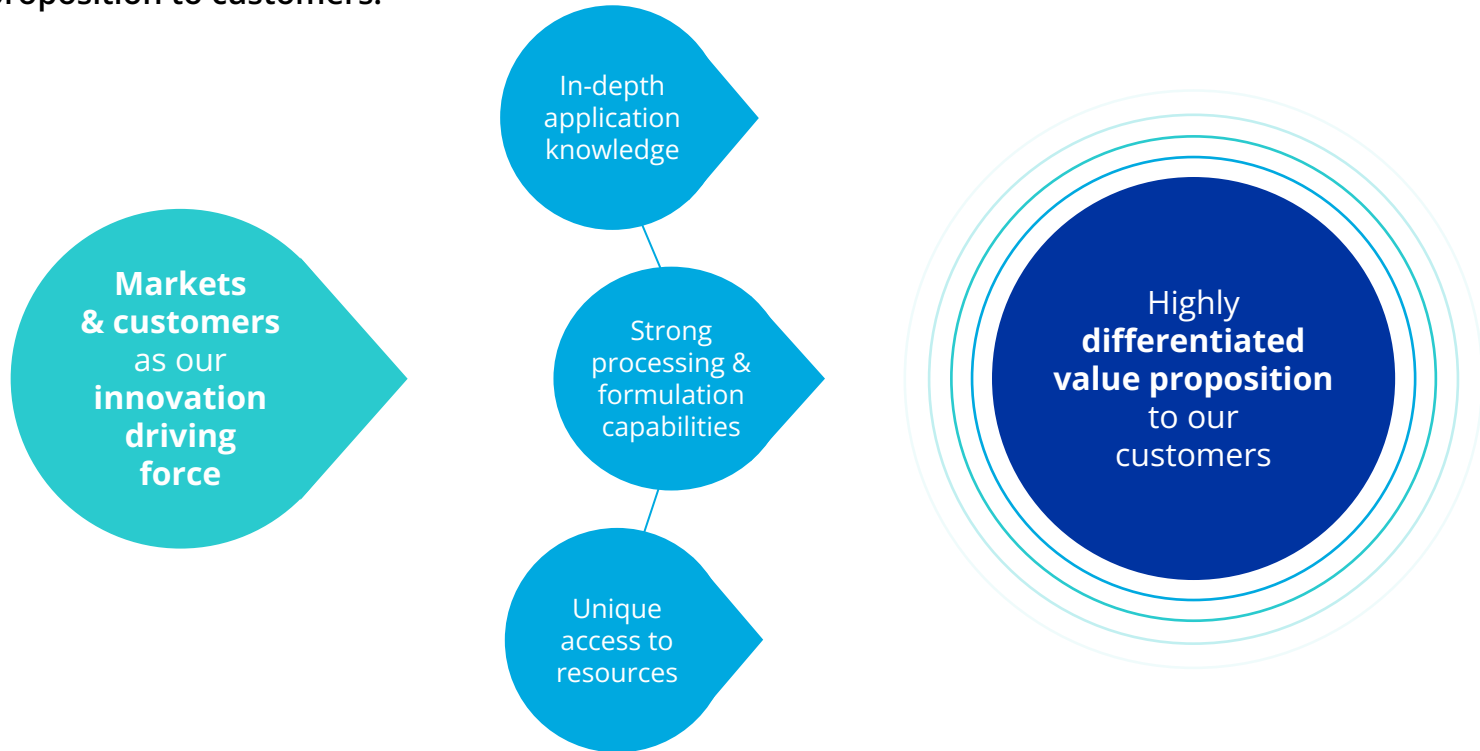 proposition to customers.
In-depth
application
knowledge
Markets
& customers
as our
innovation
driving
force
Strong
processing &
formulation
capabilities
Unique
access to
resources
Highly
differentiated
value proposition
to our
customers